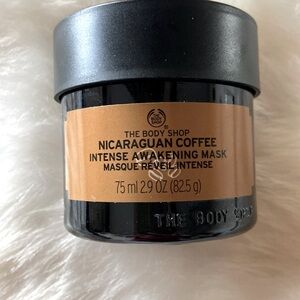 THE BODY SHOP
NICARAGUAN COFFEE
INTENSE AWAKENING MASK
MASQUE RÉVEIL INTENSE
75 ml 2.9 OZ (82.5 g)
THE BODY SHOP